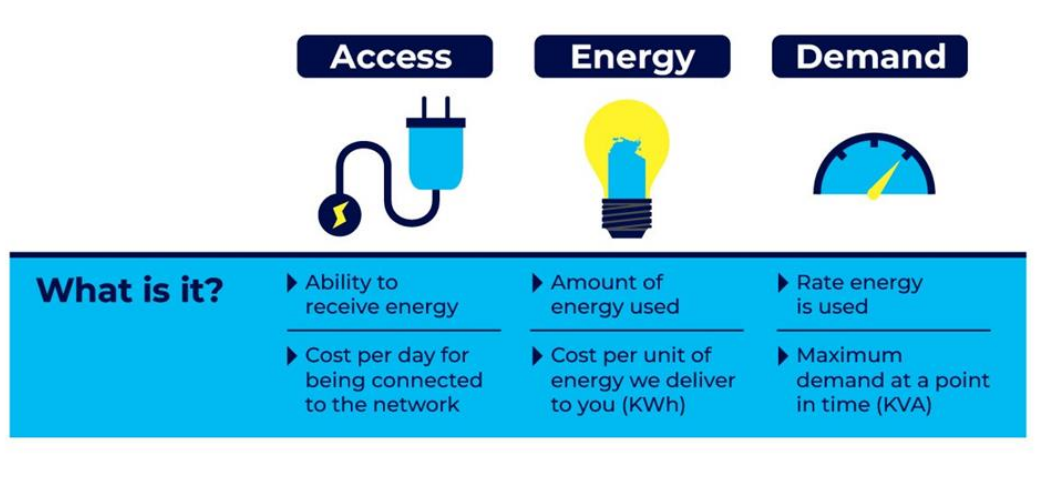 Access
Energy
Demand
What is it?
Ability to
receive energy
Cost per day for
being connected
to the network
Amount of
energy used
Cost per unit of
energy we deliver
to you (KWh)
Rate energy
is used
Maximum
demand at a point
in time (KVA)